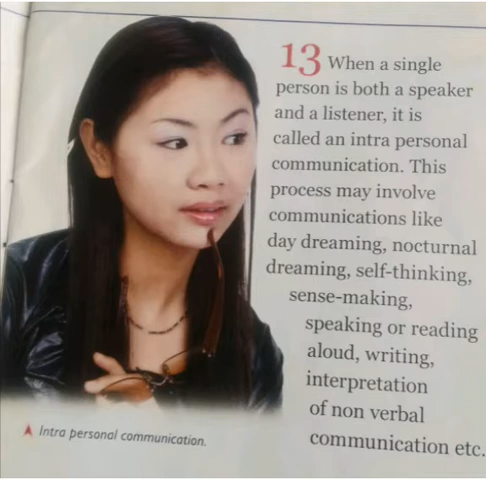 13 When a single
person is both a speaker
and a listener, it is
called an intra personal
communication. This
process may involve
communications like
day dreaming, nocturnal
dreaming, self-thinking,
sense-making,
speaking or reading
aloud, writing,
interpretation
of non verbal
communication etc.
Intra personal communication.